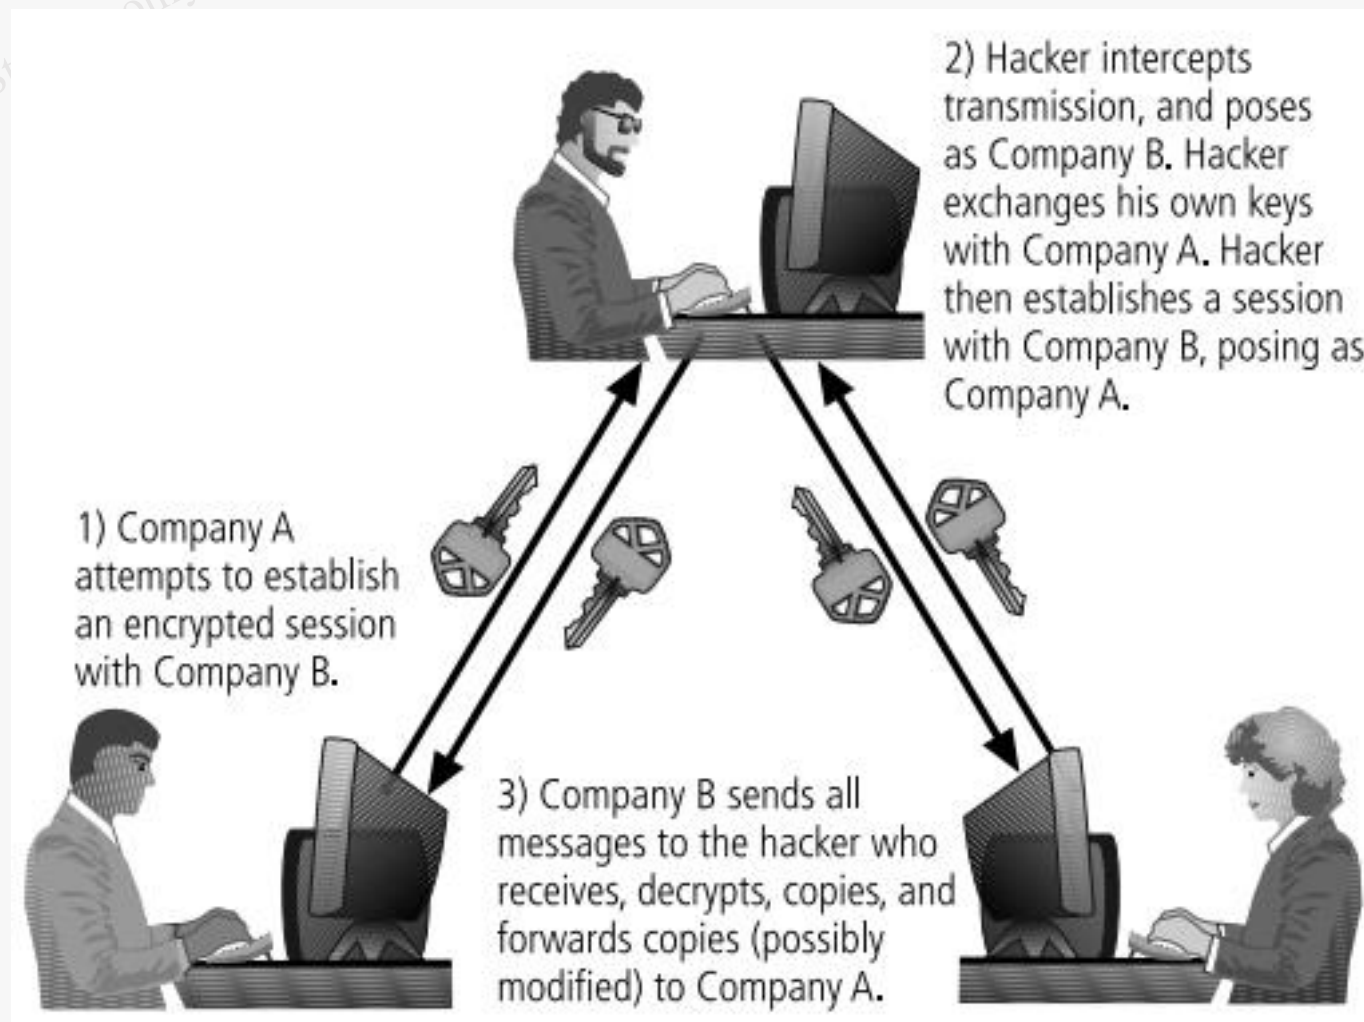 2) Hacker intercepts
transmission, and poses
as Company B. Hacker
exchanges his own keys
with Company A. Hacker
then establishes a session
with Company B, posing as
Company A.
1) Company A
attempts to establish
an encrypted session
with Company B.
3) Company B sends all
messages to the hacker who
receives, decrypts, copies, and
forwards copies (possibly
modified) to Company A.